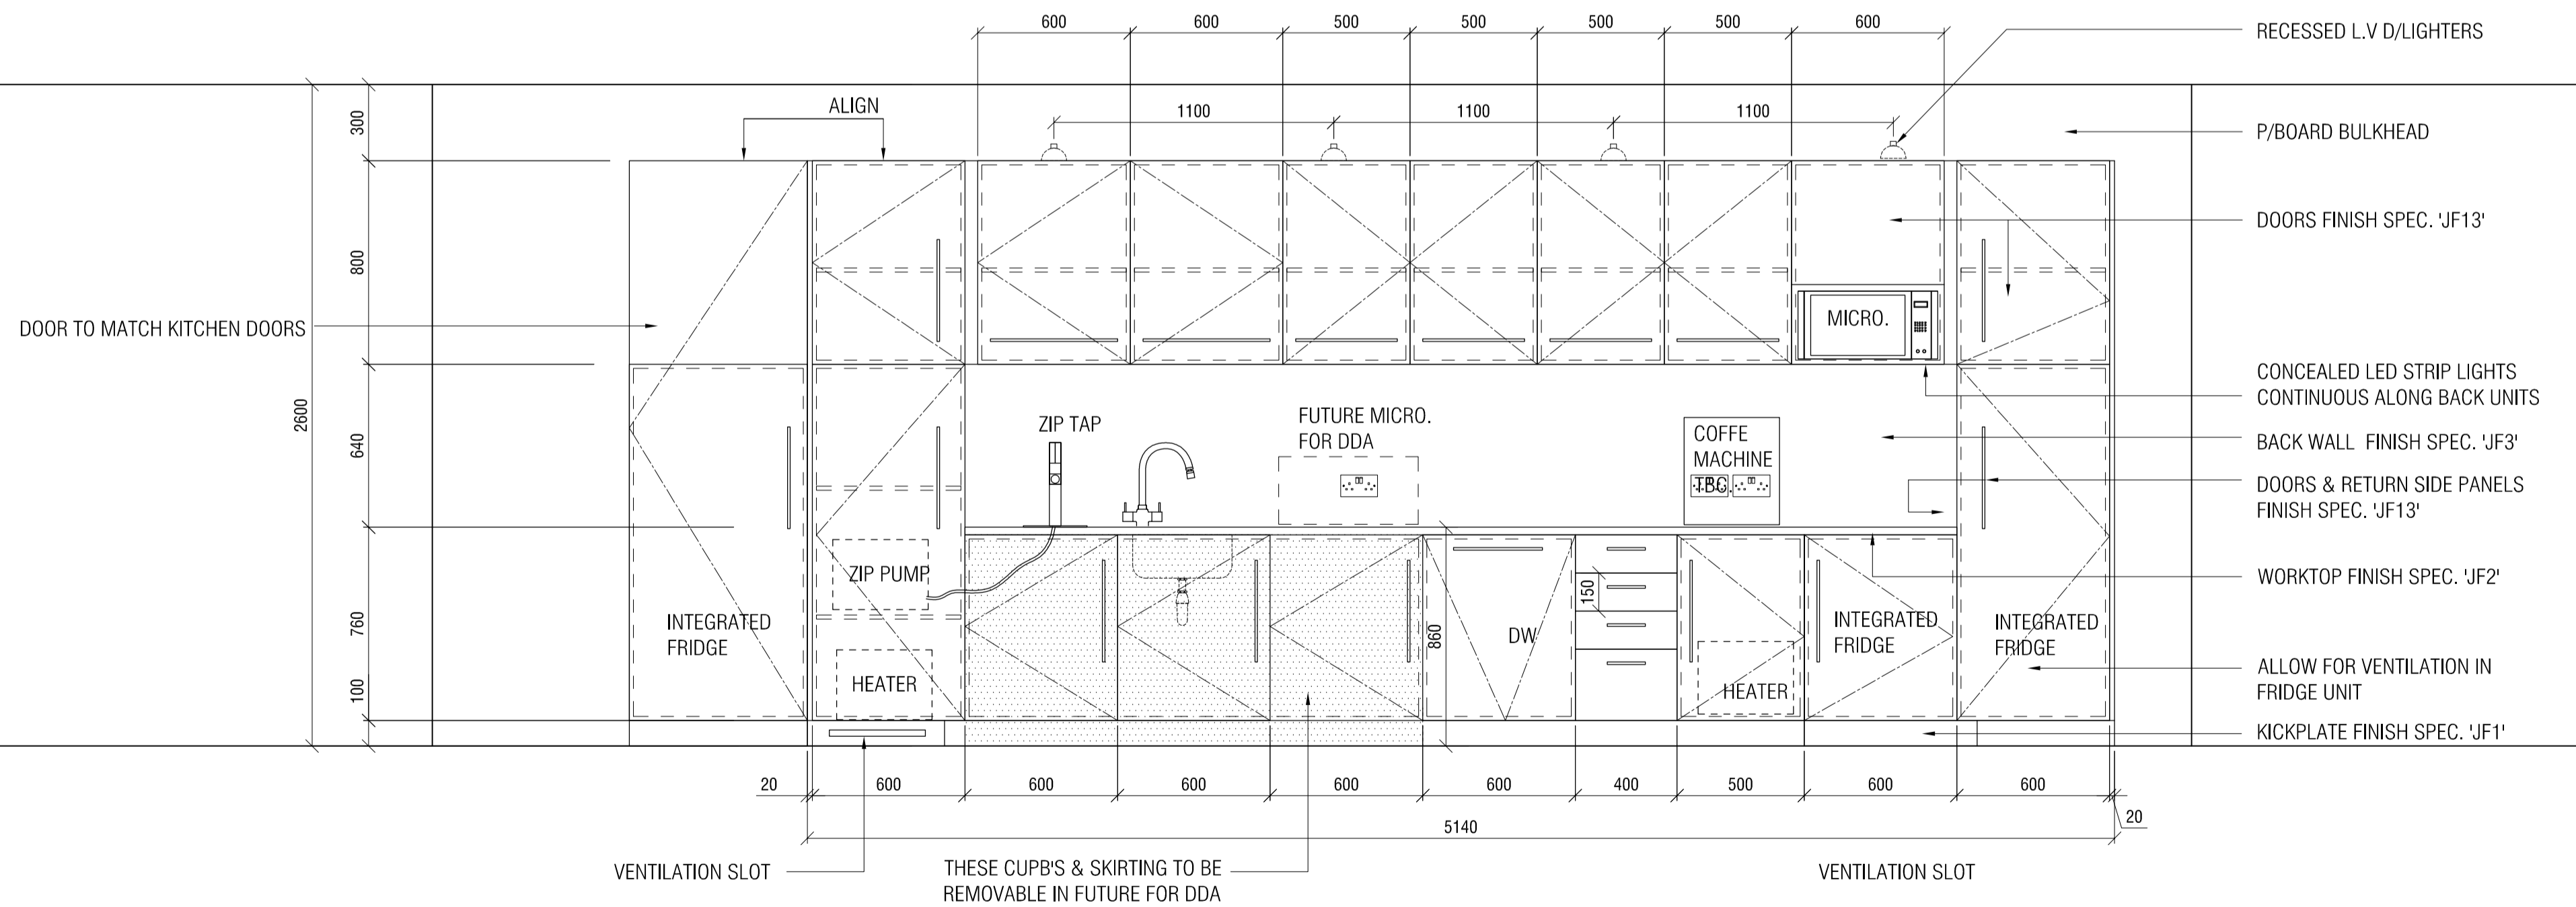 600 600 500 500 500 500 600
RECESSED L.V D/LIGHTERS
ALIGN
1100 1100 1100
300
P/BOARD BULKHEAD
DOORS FINISH SPEC. 'JF13'
800
DOOR TO MATCH KITCHEN DOORS
MICRO.
CONCEALED LED STRIP LIGHTS
CONTINUOUS ALONG BACK UNITS
2600
640
ZIP TAP
FUTURE MICRO.
FOR DDA
COFFE
MACHINE
TBC.
BACK WALL FINISH SPEC. 'JF3'
DOORS & RETURN SIDE PANELS
FINISH SPEC. 'JF13'
ZIP PUMP
150
WORKTOP FINISH SPEC. 'JF2'
760
INTEGRATED
FRIDGE
860
DW
INTEGRATED
FRIDGE
INTEGRATED
FRIDGE
HEATER
HEATER
100
ALLOW FOR VENTILATION IN
FRIDGE UNIT
KICKPLATE FINISH SPEC. 'JF1'
20 600 600 600 600 600 400 500 600 600
20
5140
VENTILATION SLOT
THESE CUPB'S & SKIRTING TO BE
REMOVABLE IN FUTURE FOR DDA
VENTILATION SLOT